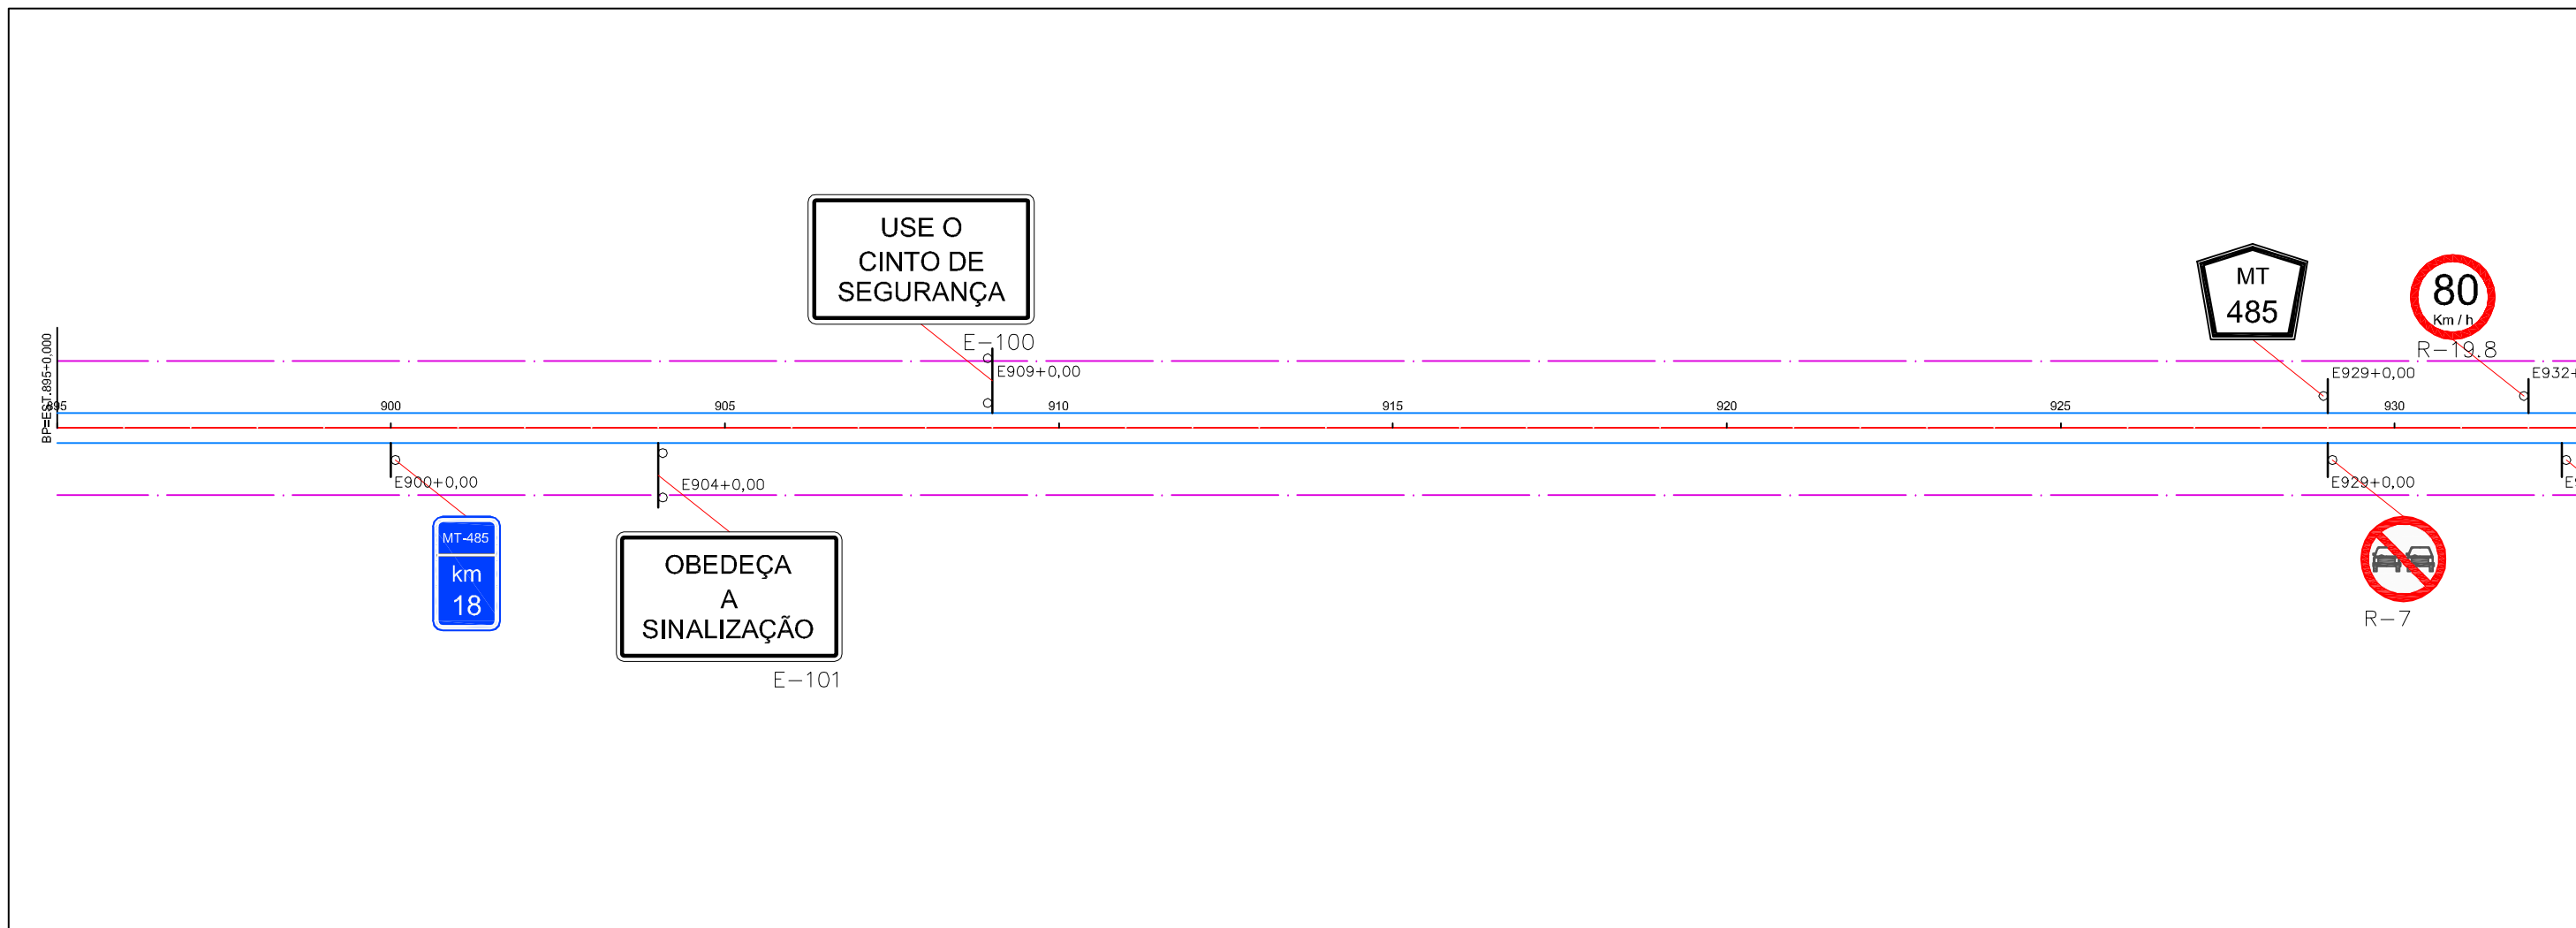 USE O
CINTO DE
SEGURANÇA
E-100
E909+0,00
MT
485
80
Km / h
R-19.8
E929+0,00
E932+
BP=EST.895+0,000
895
900
905
910
915
920
925
930
E900+0,00
E904+0,00
E929+0,00
MT-485
km
18
OBEDEÇA
A
SINALIZAÇÃO
E-101
R-7